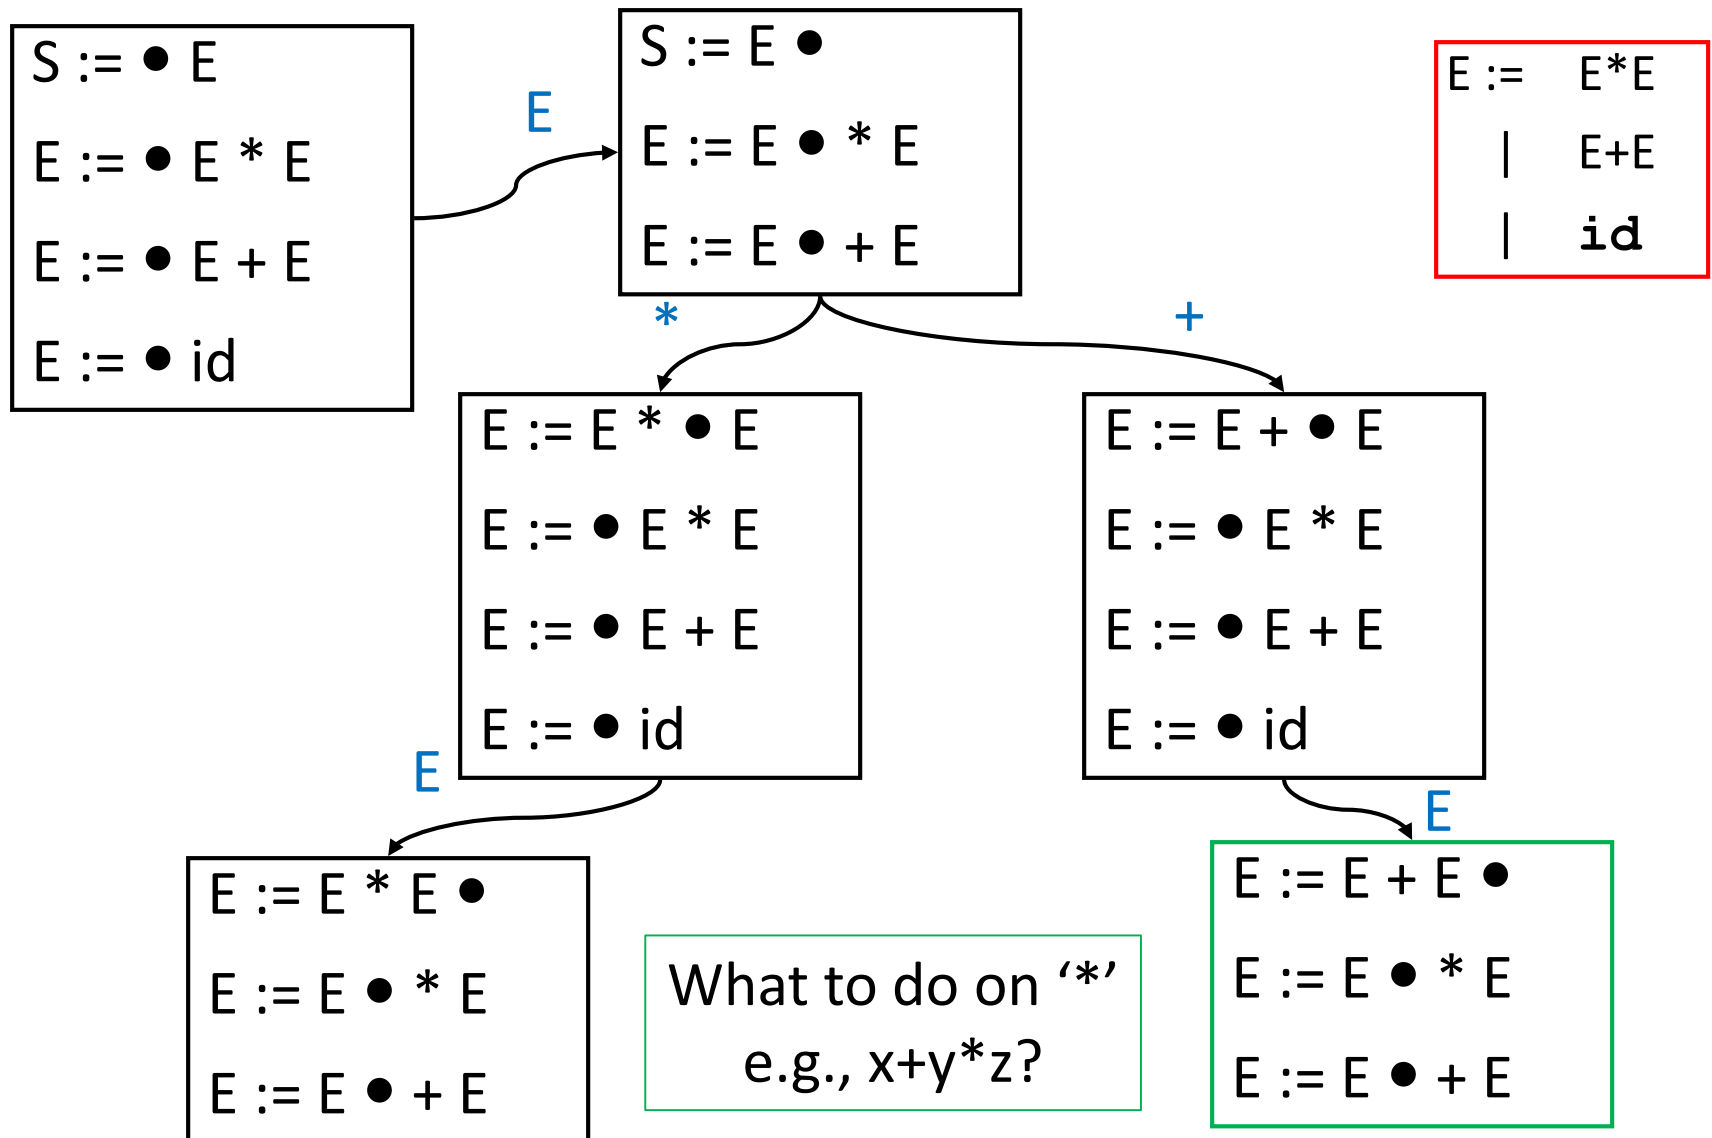 S := ● E
E := ● E * E
E := ● E + E
E := ● id
E
S := E ●
E := E ● * E
E := E ● + E
E := E*E
| E+E
| id
*
+
E := E * ● E
E := ● E * E
E := ● E + E
E := ● id
E := E + ● E
E := ● E * E
E := ● E + E
E := ● id
E
E
E := E * E ●
E := E ● * E
E := E ● + E
What to do on ‘*’
e.g., x+y*z?
E := E + E ●
E := E ● * E
E := E ● + E